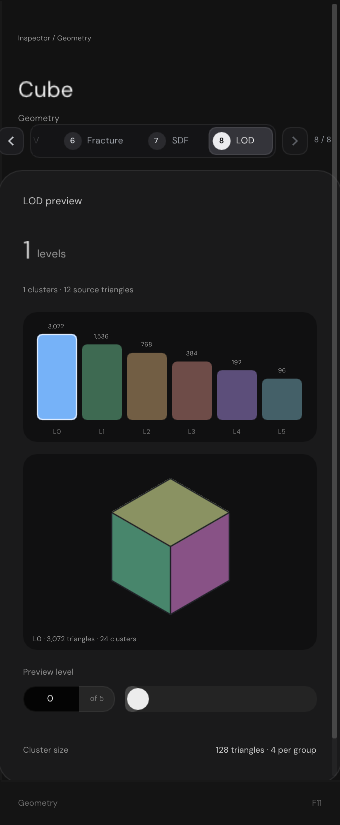 Inspector / Geometry
Cube
Geometry
6 Fracture 7 SDF 8 LOD 8 / 8
LOD preview
1 levels
1 clusters · 12 source triangles
3,072 1,536 768 384 192 96
L0 L1 L2 L3 L4 L5
L0 · 3,072 triangles · 24 clusters
Preview level
0 of 5
Cluster size 128 triangles · 4 per group
Geometry F11